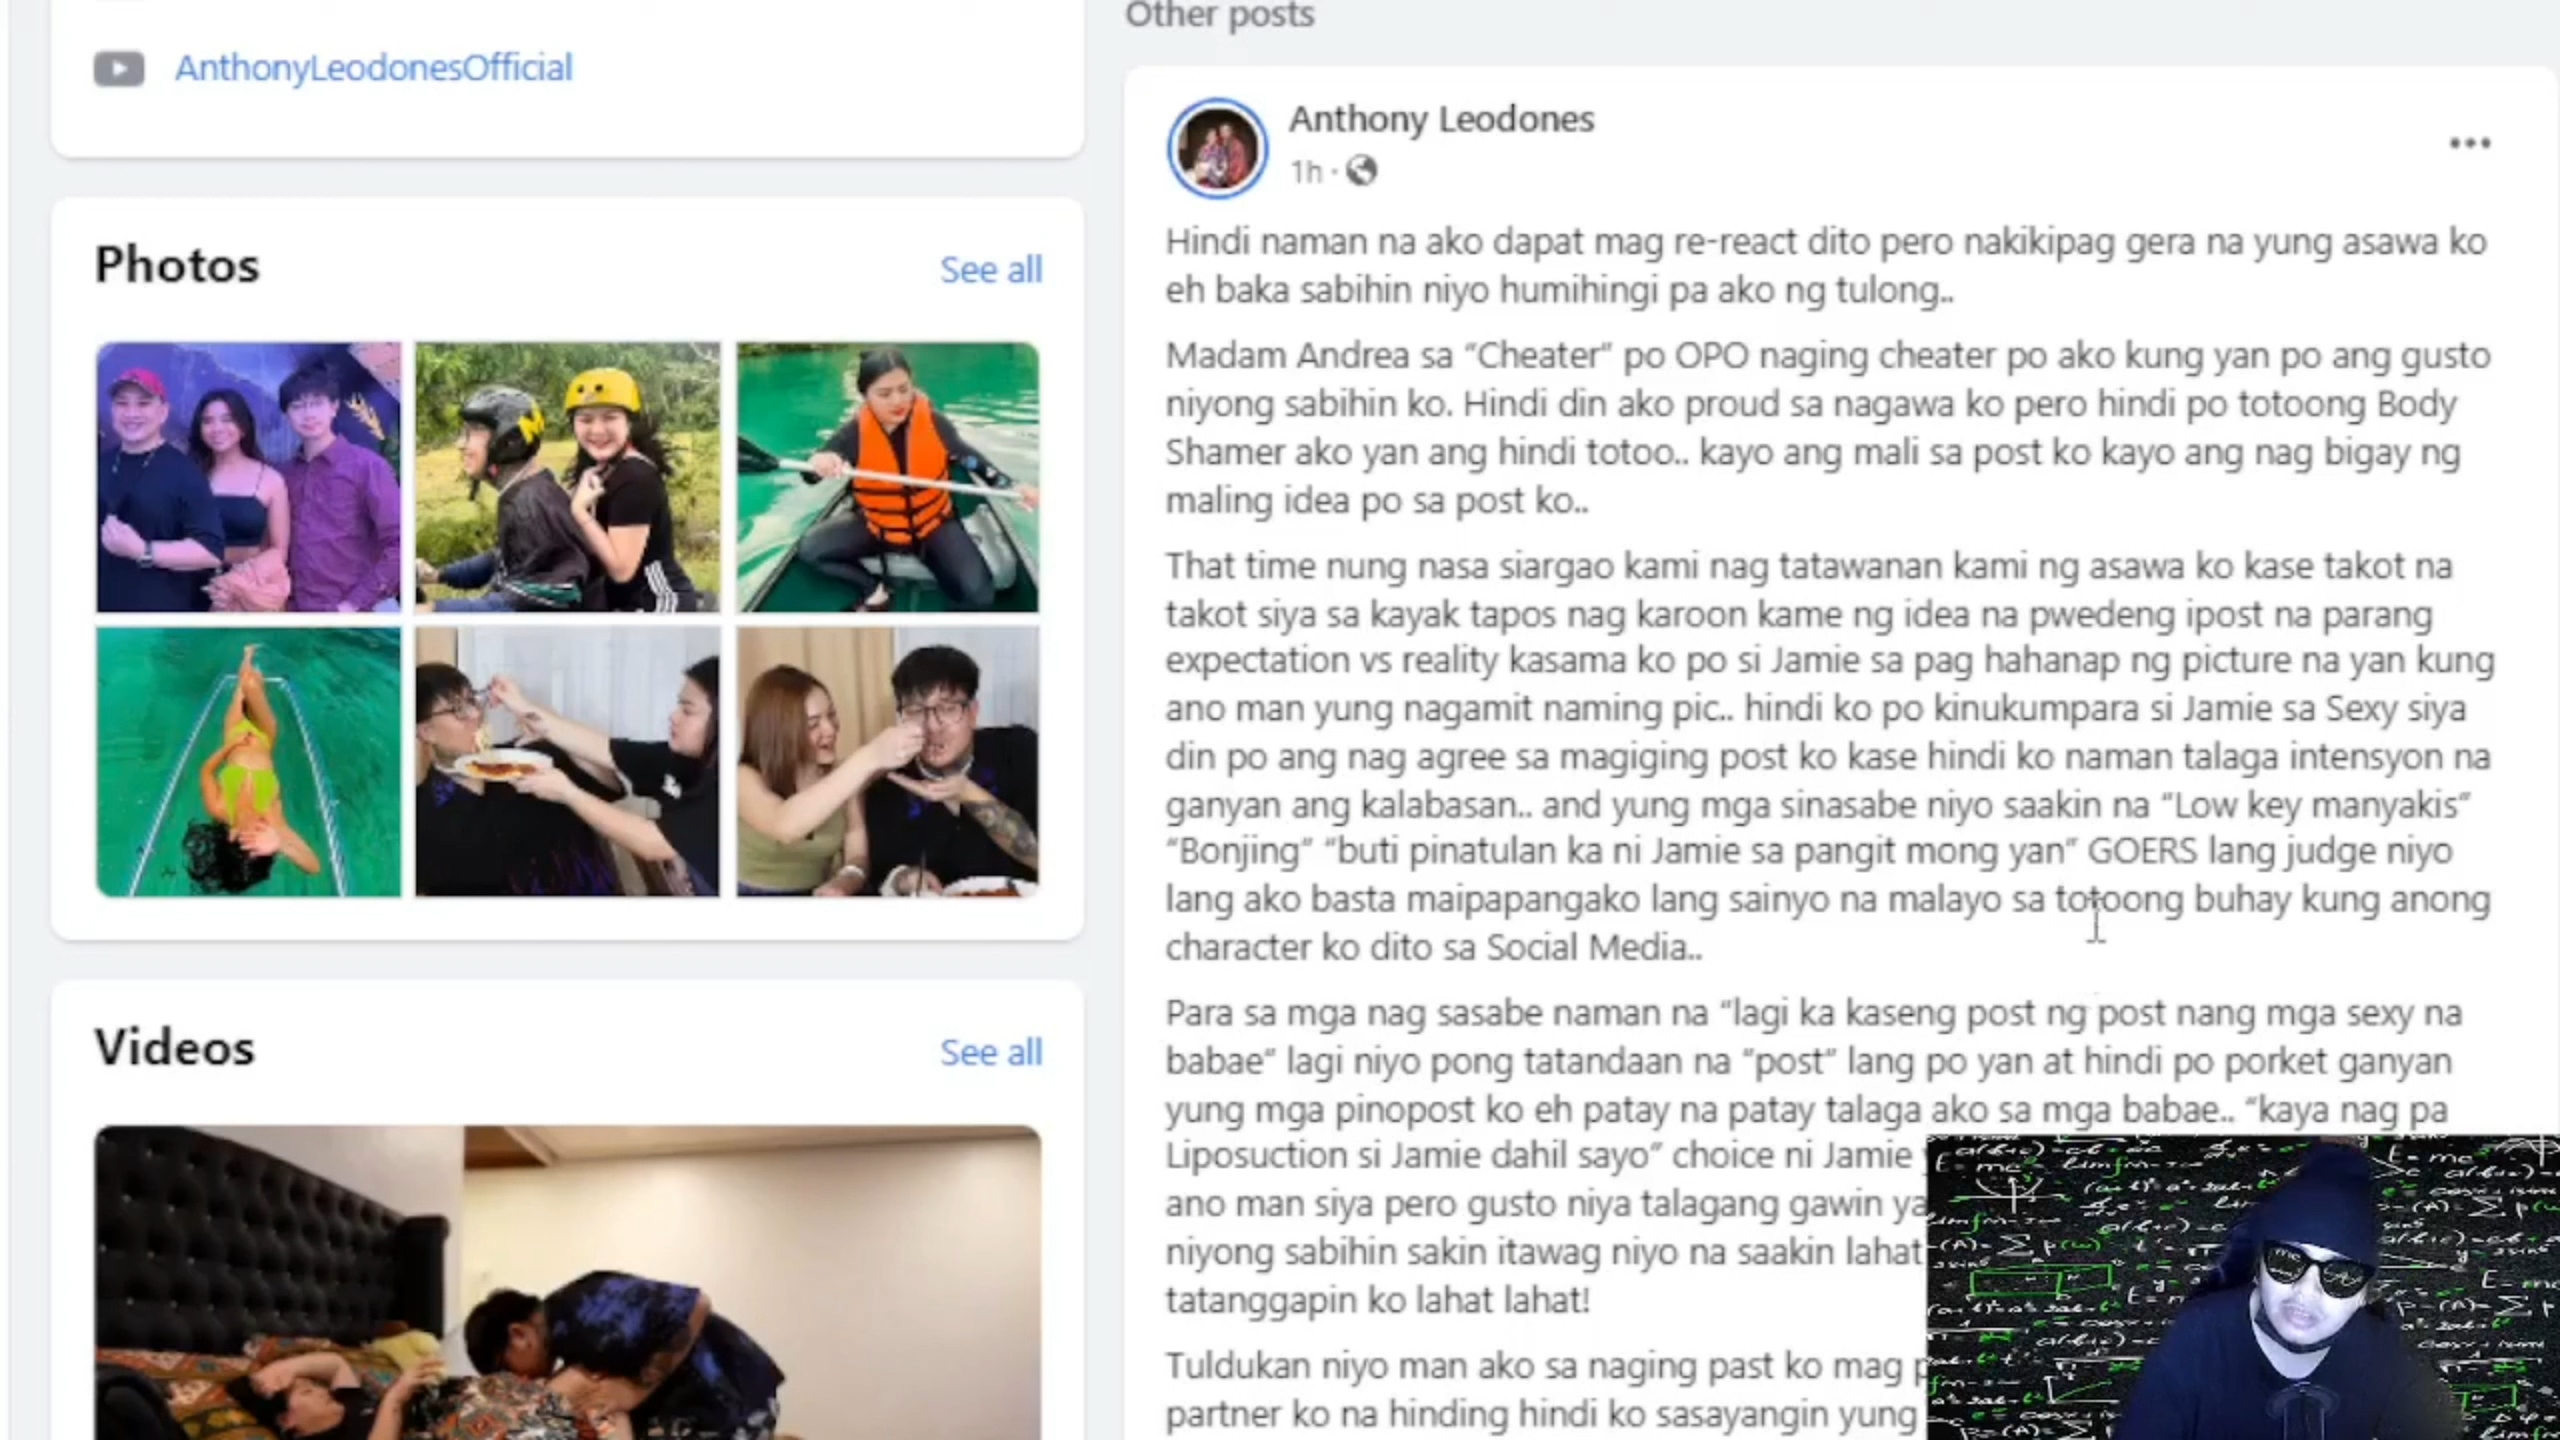 AnthonyLeodonesOfficial
Photos
See all
Videos
See all
Other posts
Anthony Leodones
1h
Hindi naman na ako dapat mag re-react dito pero nakikipag gera na yung asawa ko
eh baka sabihin niyo humihingi pa ako ng tulong..
Madam Andrea sa "Cheater" po OPO naging cheater po ako kung yan po ang gusto
niyong sabihin ko. Hindi din ako proud sa nagawa ko pero hindi po totoong Body
Shamer ako yan ang hindi totoo.. kayo ang mali sa post ko kayo ang nag bigay ng
maling idea po sa post ko..
That time nung nasa siargao kami nag tatawanan kami ng asawa ko kase takot na
takot siya sa kayak tapos nag karoon kame ng idea na pwedeng ipost na parang
expectation vs reality kasama ko po si Jamie sa pag hahanap ng picture na yan kung
ano man yung nagamit naming pic.. hindi ko po kinukumpara si Jamie sa Sexy siya
din po ang nag agree sa magiging post ko kase hindi ko naman talaga intensyon na
ganyan ang kalabasan.. and yung mga sinasabe niyo saakin na "Low key manyakis"
"Bonjing" "buti pinatulan ka ni Jamie sa pangit mong yan" GOERS lang judge niyo
lang ako basta maipapangako lang sainyo na malayo sa totoong buhay kung anong
character ko dito sa Social Media..
Para sa mga nag sasabe naman na "lagi ka kaseng post ng post nang mga sexy na
babae" lagi niyo pong tatandaan na "post" lang po yan at hindi po porket ganyan
yung mga pinopost ko eh patay na patay talaga ako sa mga babae.. "kaya nag pa
Liposuction si Jamie dahil sayo" choice ni Jamie
ano man siya pero gusto niya talagang gawin ya
niyong sabihin sakin itawag niyo na saakin lahat
tatanggapin ko lahat lahat!
Tuldukan niyo man ako sa naging past ko mag
partner ko na hinding hindi ko sasayangin yung